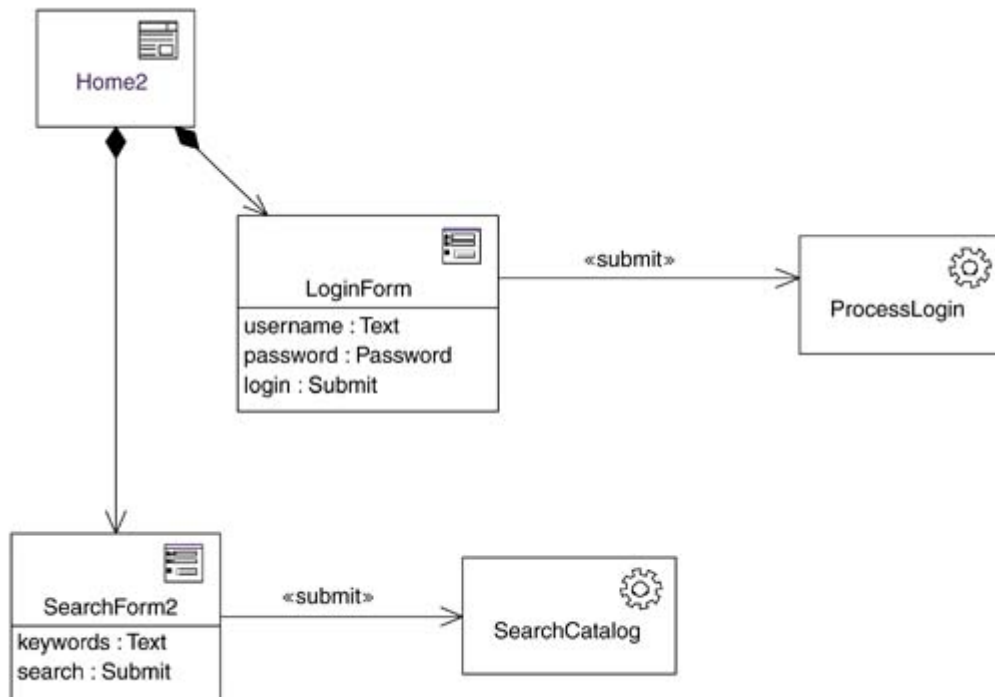 Home2
LoginForm
username : Text
password : Password
login : Submit
«submit»
ProcessLogin
SearchForm2
keywords : Text
search : Submit
«submit»
SearchCatalog